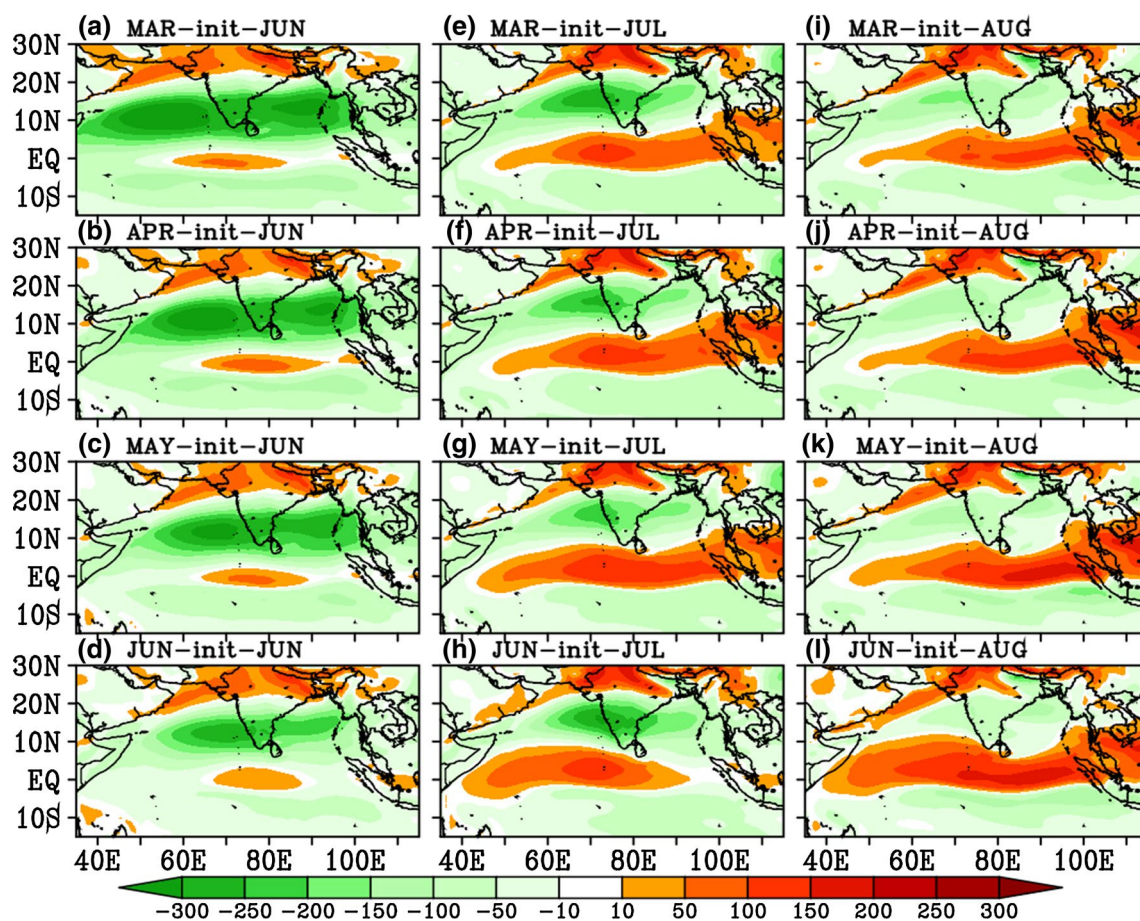 (a) MAR-init-JUN (e) MAR-init-JUL (i) MAR-init-AUG
30N
20N
10N
EQ
10S
(b) APR-init-JUN (f) APR-init-JUL (j) APR-init-AUG
30N
20N
10N
EQ
10S
(c) MAY-init-JUN (g) MAY-init-JUL (k) MAY-init-AUG
30N
20N
10N
EQ
10S
(d) JUN-init-JUN (h) JUN-init-JUL (l) JUN-init-AUG
30N
20N
10N
EQ
10S
40E 60E 80E 100E 40E 60E 80E 100E 40E 60E 80E 100E
-300 -250 -200 -150 -100 -50 -10 10 50 100 150 200 250 300